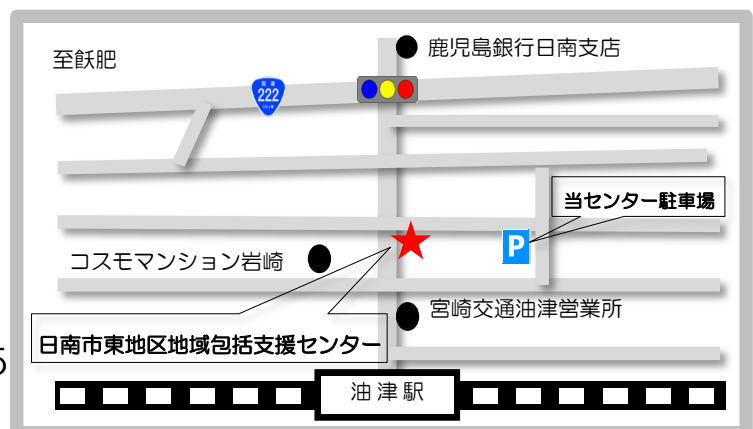 鹿児島銀行日南支店
至飫肥
222
当センター駐車場
P
コスモマンション岩崎
宮崎交通油津営業所
日南市東地区地域包括支援センター
油津駅